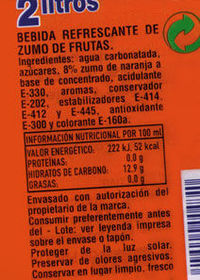 2litros
BEBIDA REFRESCANTE DE
ZUMO DE FRUTAS.
Ingredientes: agua carbonatada,
azúcares, 8% zumo de naranja a
base de concentrado, acidulante
E-330, aromas, conservador
E-202, estabilizadores E-414,
E-412 y E-445, antioxidante
E-300 y colorante E-160a.
INFORMACIÓN NUTRICIONAL POR 100 ml
VALOR ENERGÉTICO: 222 kJ, 52 kcal
PROTEÍNAS: 0,0 g
HIDRATOS DE CARBONO: 12,9 g
GRASAS: 0,0 g
Envasado con autorización del
propietario de la marca.
Consumir preferentemente antes
del - Lote: ver leyenda impresa
sobre el envase o tapón.
Proteger de la luz solar.
Preservar de olores agresivos.
Conservar en lugar limpio, fresco